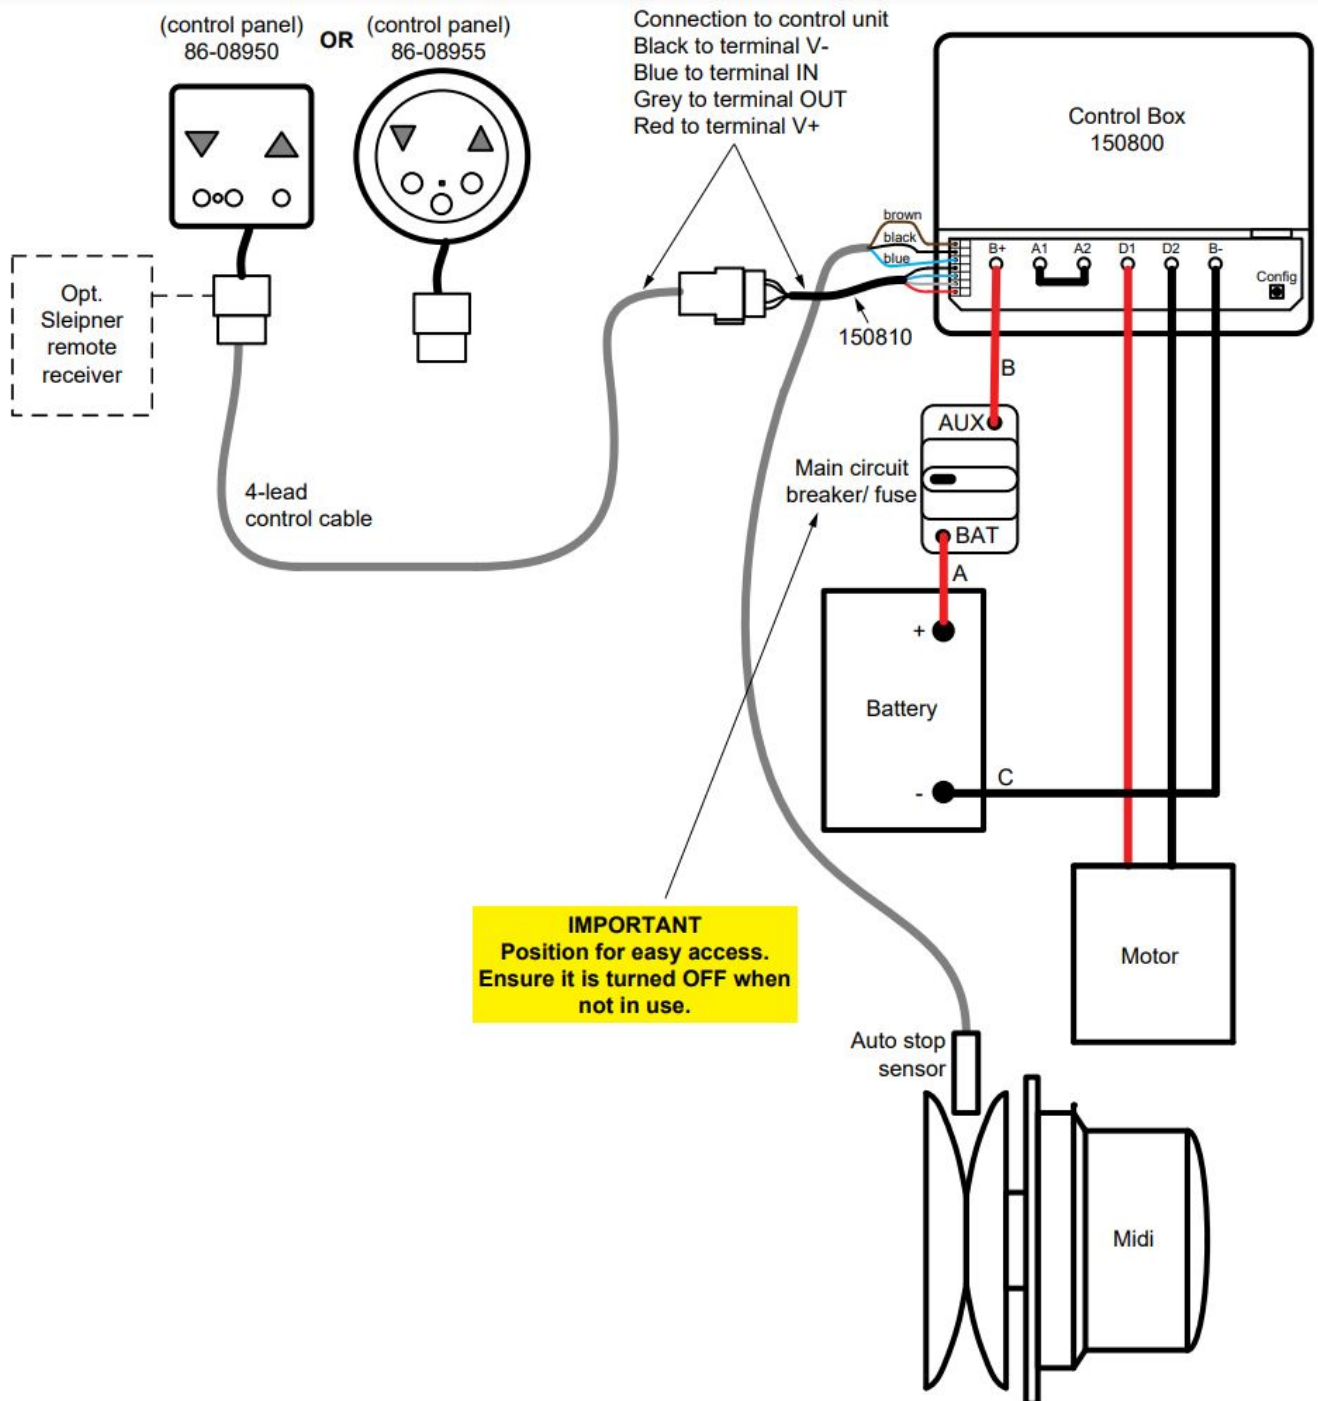 (control panel)
86-08950
OR
(control panel)
86-08955
Connection to control unit
Black to terminal V-
Blue to terminal IN
Grey to terminal OUT
Red to terminal V+
Control Box
150800
brown
black
blue
B+
A1
A2
D1
D2
B-
Config
150810
Opt.
Sleipner
remote
receiver
B
AUX
Main circuit
breaker/ fuse
BAT
A
4-lead
control cable
+
Battery
-
C
IMPORTANT
Position for easy access.
Ensure it is turned OFF when
not in use.
Motor
Auto stop
sensor
Midi